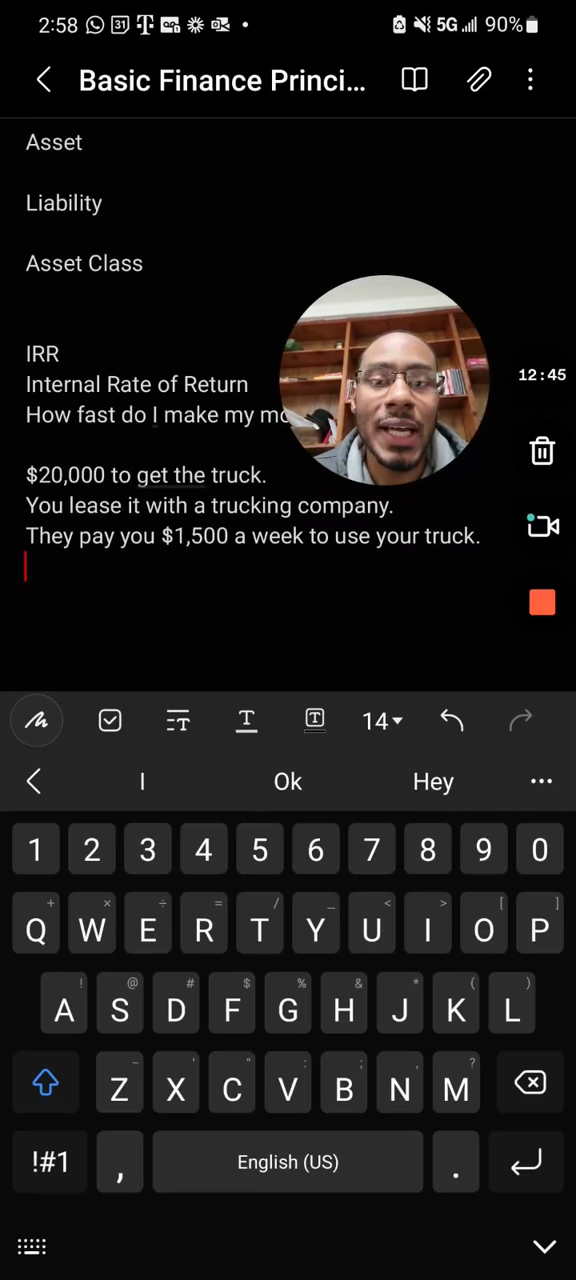 2:58 31 T 5G 90%
Basic Finance Princi...
Asset
Liability
Asset Class
IRR
Internal Rate of Return
How fast do I make my mo
12:45
$20,000 to get the truck.
You lease it with a trucking company.
They pay you $1,500 a week to use your truck.
T T 14
I Ok Hey ...
1 2 3 4 5 6 7 8 9 0
+ × ÷ = / _ < > [ ]
Q W E R T Y U I O P
! @ # $ % & * ( )
A S D F G H J K L
- ' " : ; , ?
Z X C V B N M
!#1 , English (US) .